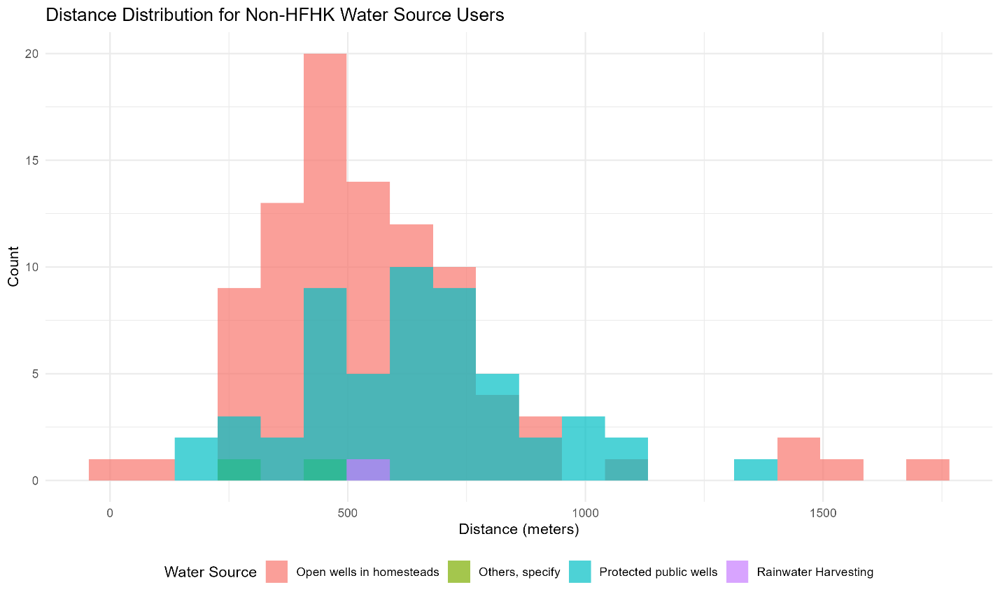 Distance Distribution for Non-HFHK Water Source Users
20
15
10
5
0
Count
0 500 1000 1500
Distance (meters)
Water Source Open wells in homesteads Others, specify Protected public wells Rainwater Harvesting